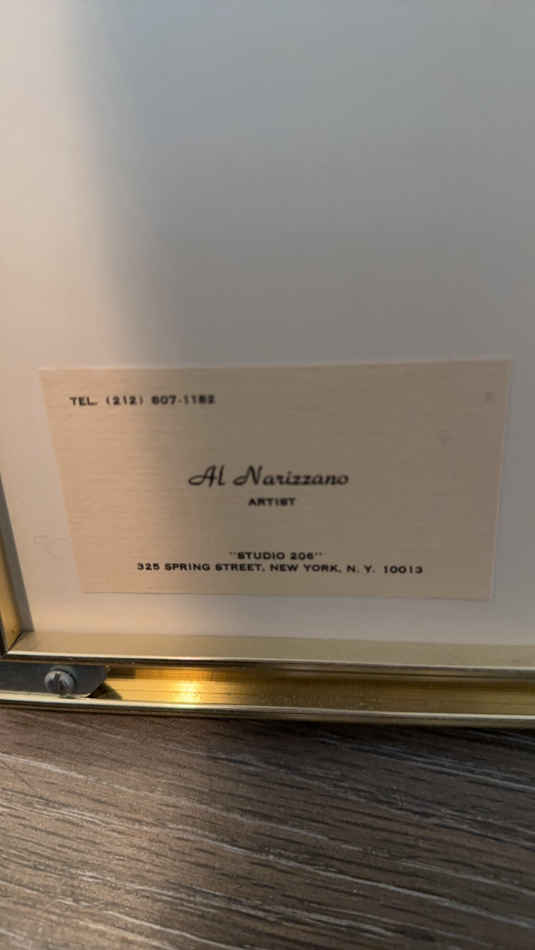 TEL. (212) 807-1182
Al Narizzano
ARTIST
"STUDIO 206"
325 SPRING STREET, NEW YORK, N. Y. 10013